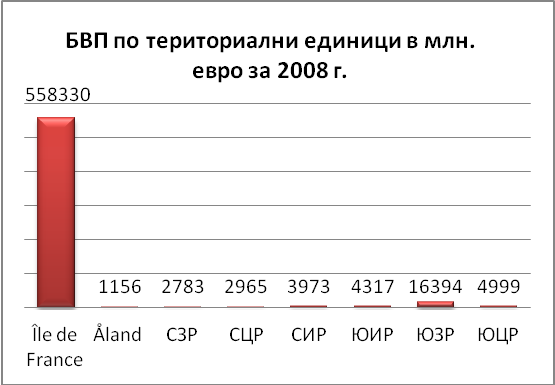 БВП по териториални единици в млн.
евро за 2008 г.
558330
1156 2783 2965 3973 4317 16394 4999
Île de
France
Åland СЗР СЦР СИР ЮИР ЮЗР ЮЦР